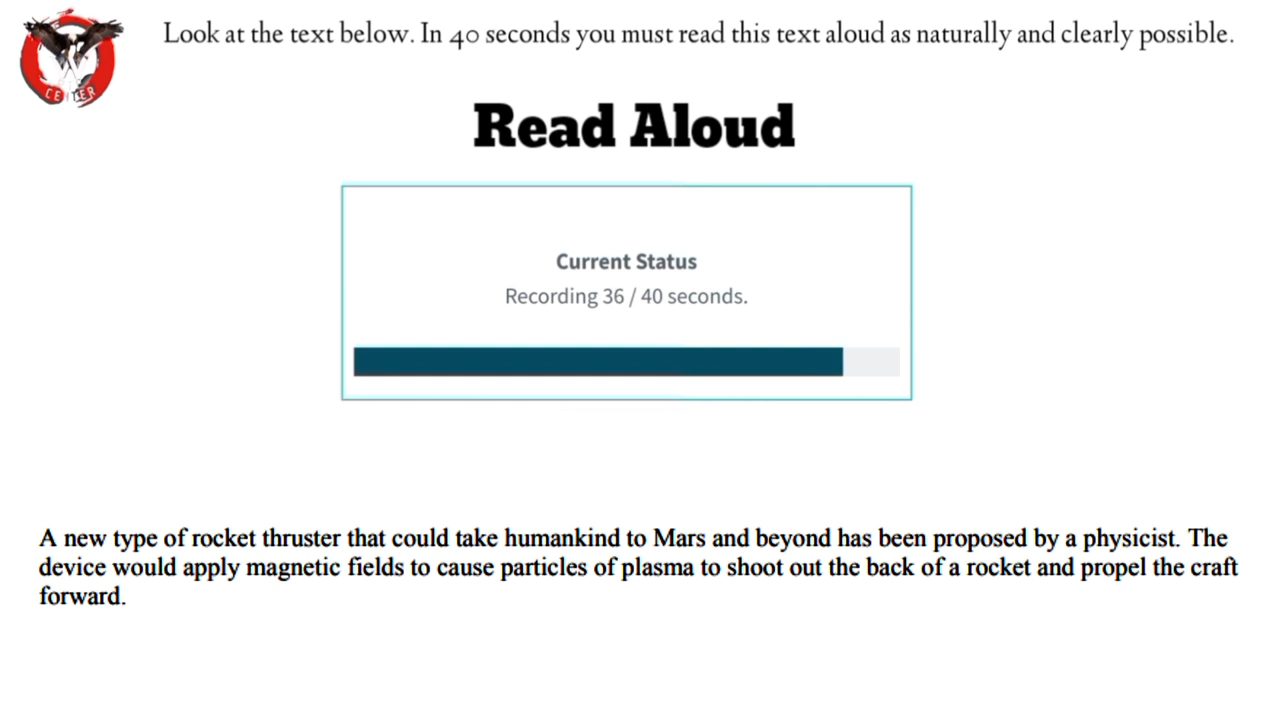 Look at the text below. In 40 seconds you must read this text aloud as naturally and clearly possible.
CENTER
Read Aloud
Current Status
Recording 36 / 40 seconds.
A new type of rocket thruster that could take humankind to Mars and beyond has been proposed by a physicist. The
device would apply magnetic fields to cause particles of plasma to shoot out the back of a rocket and propel the craft
forward.